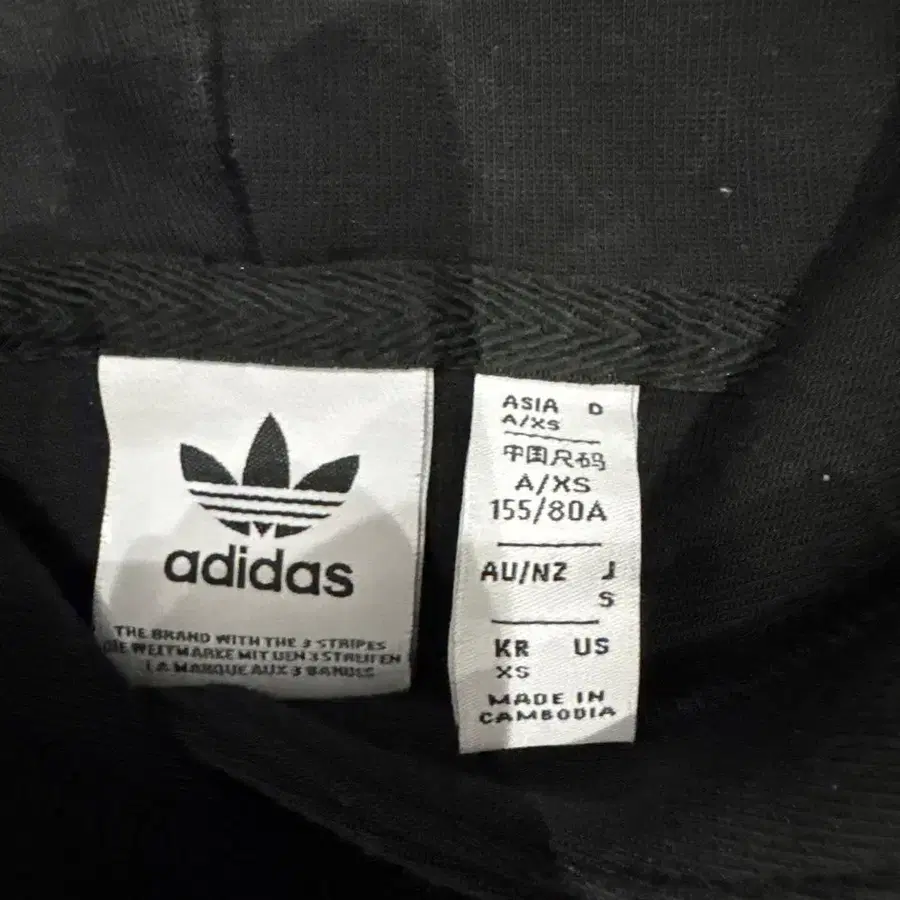 adidas
THE BRAND WITH THE 3 STRIPES
DIE WELTMARKE MIT DEN 3 STREIFEN
LA MARQUE AUX 3 BANDES
ASIA D
A/XS
中国尺码
A/XS
155/80A
AU/NZ J
S
KR US
XS
MADE IN
CAMBODIA